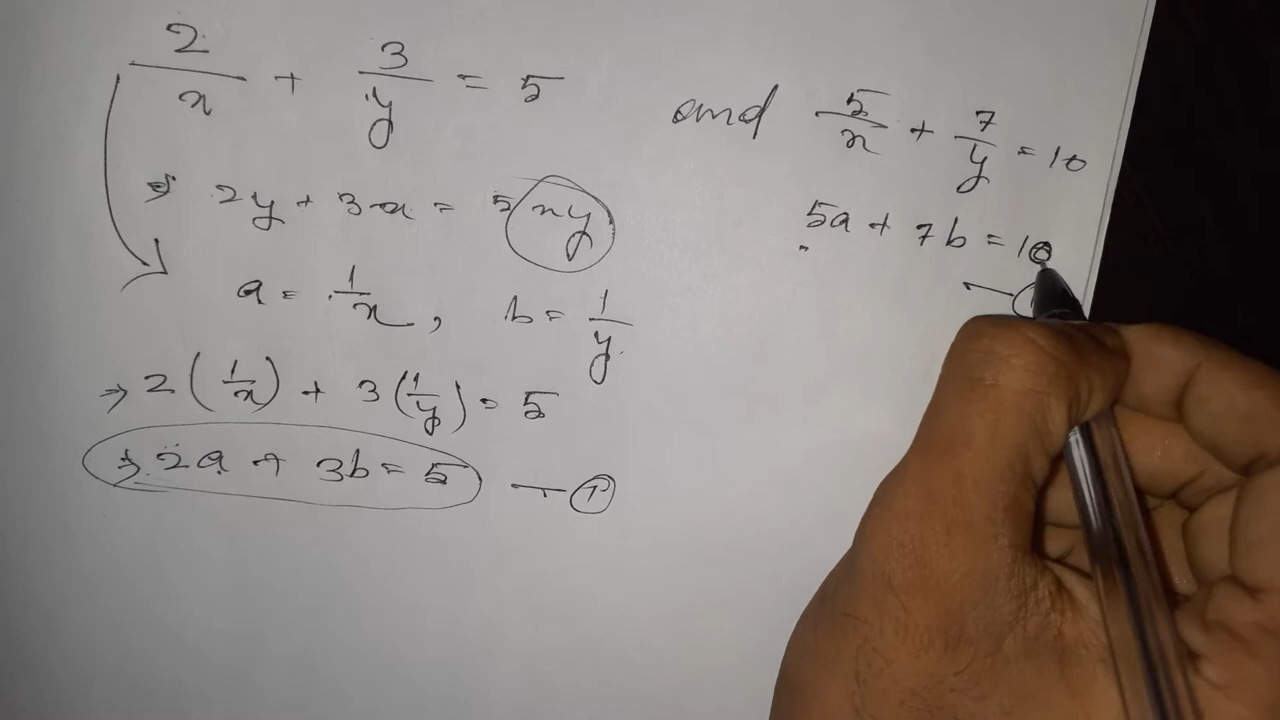 2/x + 3/y = 5 and 5/x + 7/y = 10
⇒ 2y + 3x = 5xy
5a + 7b = 10
a = 1/x, b = 1/y
⇒ 2(1/x) + 3(1/y) = 5
⇒ 2a + 3b = 5 — ①